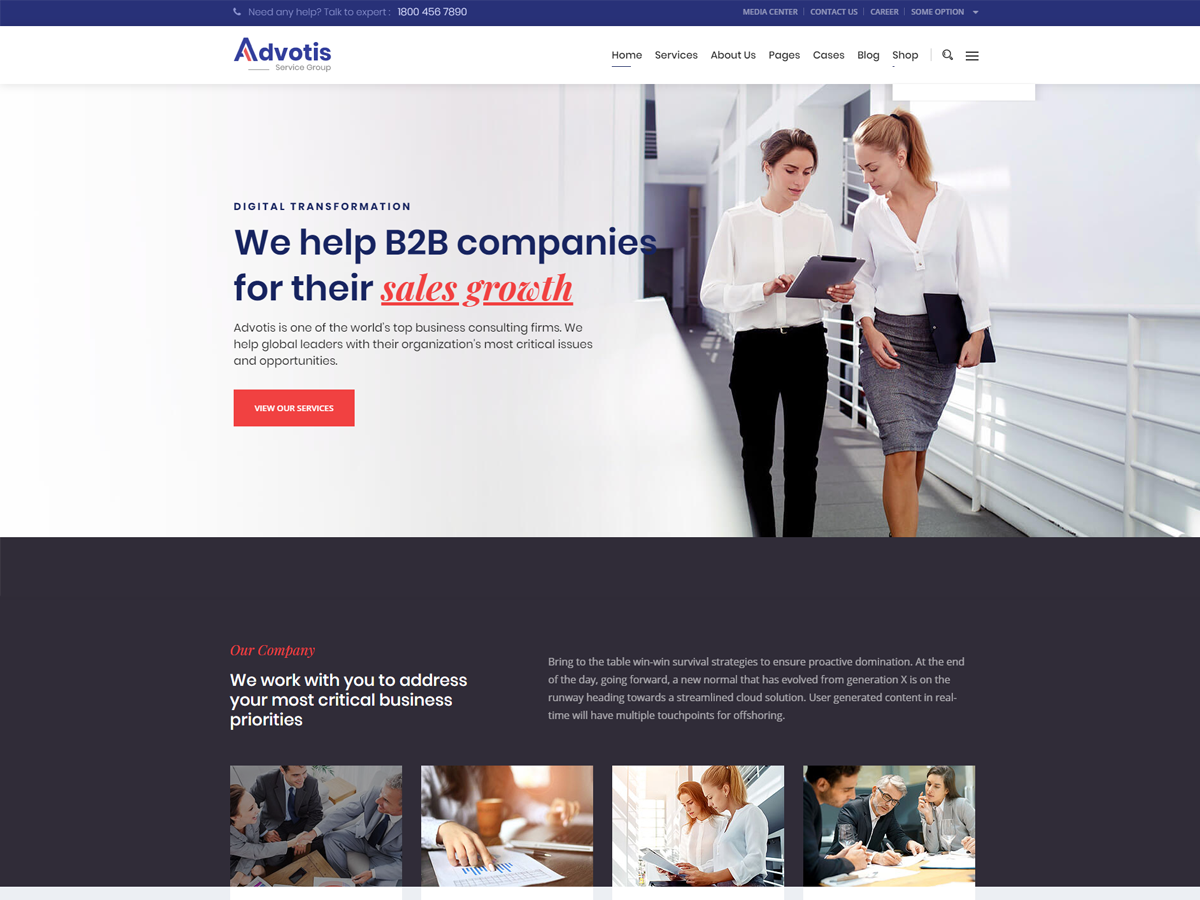 Need any help? Talk to expert : 1800 456 7890
MEDIA CENTER CONTACT US CAREER SOME OPTION
Advotis
Service Group
Home Services About Us Pages Cases Blog Shop
DIGITAL TRANSFORMATION
We help B2B companies
for their sales growth
Advotis is one of the world's top business consulting firms. We
help global leaders with their organization's most critical issues
and opportunities.
VIEW OUR SERVICES
Our Company
We work with you to address
your most critical business
priorities
Bring to the table win-win survival strategies to ensure proactive domination. At the end
of the day, going forward, a new normal that has evolved from generation X is on the
runway heading towards a streamlined cloud solution. User generated content in real-
time will have multiple touchpoints for offshoring.